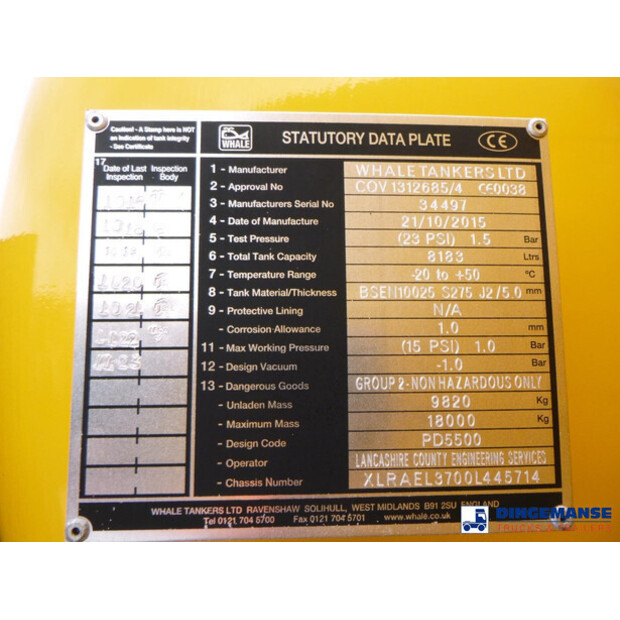 Caution! - A Stamp here is NOT
an indication of tank integrity
- See Certificate
WHALE
STATUTORY DATA PLATE
CE
17
Date of Last Inspection
Inspection Body
1 - Manufacturer WHALE TANKERS LTD
2 - Approval No COV 1312685/4 CE0038
3 - Manufacturers Serial No 34497
4 - Date of Manufacture 21/10/2015
5 - Test Pressure (23 PSI) 1.5 Bar
6 - Total Tank Capacity 8183 Ltrs
7 - Temperature Range -20 to +50 °C
8 - Tank Material/Thickness BSEN10025 S275 J2/5.0 mm
9 - Protective Lining N/A
- Corrosion Allowance 1.0 mm
11 - Max Working Pressure (15 PSI) 1.0 Bar
12 - Design Vacuum -1.0 Bar
13 - Dangerous Goods GROUP 2-NON HAZARDOUS ONLY
- Unladen Mass 9820 Kg
- Maximum Mass 18000 Kg
- Design Code PD5500
- Operator LANCASHIRE COUNTY ENGINEERING SERVICES
- Chassis Number XLRAEL3700L445714
WHALE TANKERS LTD RAVENSHAW SOLIHULL, WEST MIDLANDS B91 2SU ENGLAND
Tel 0121 704 5700 Fax 0121 704 5701 www.whale.co.uk
DINGEMANSE
TRUCKS & TRAILERS